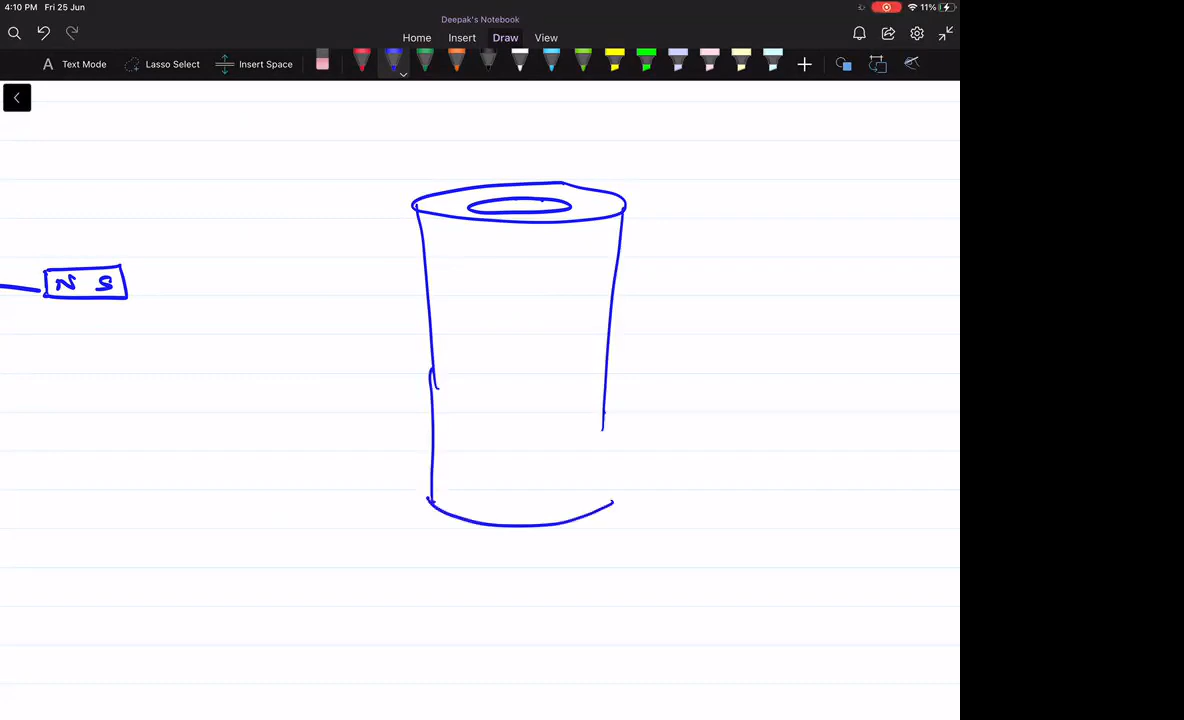 4:10 PM Fri 25 Jun
11%
Deepak's Notebook
Home Insert Draw View
A Text Mode Lasso Select Insert Space
N S